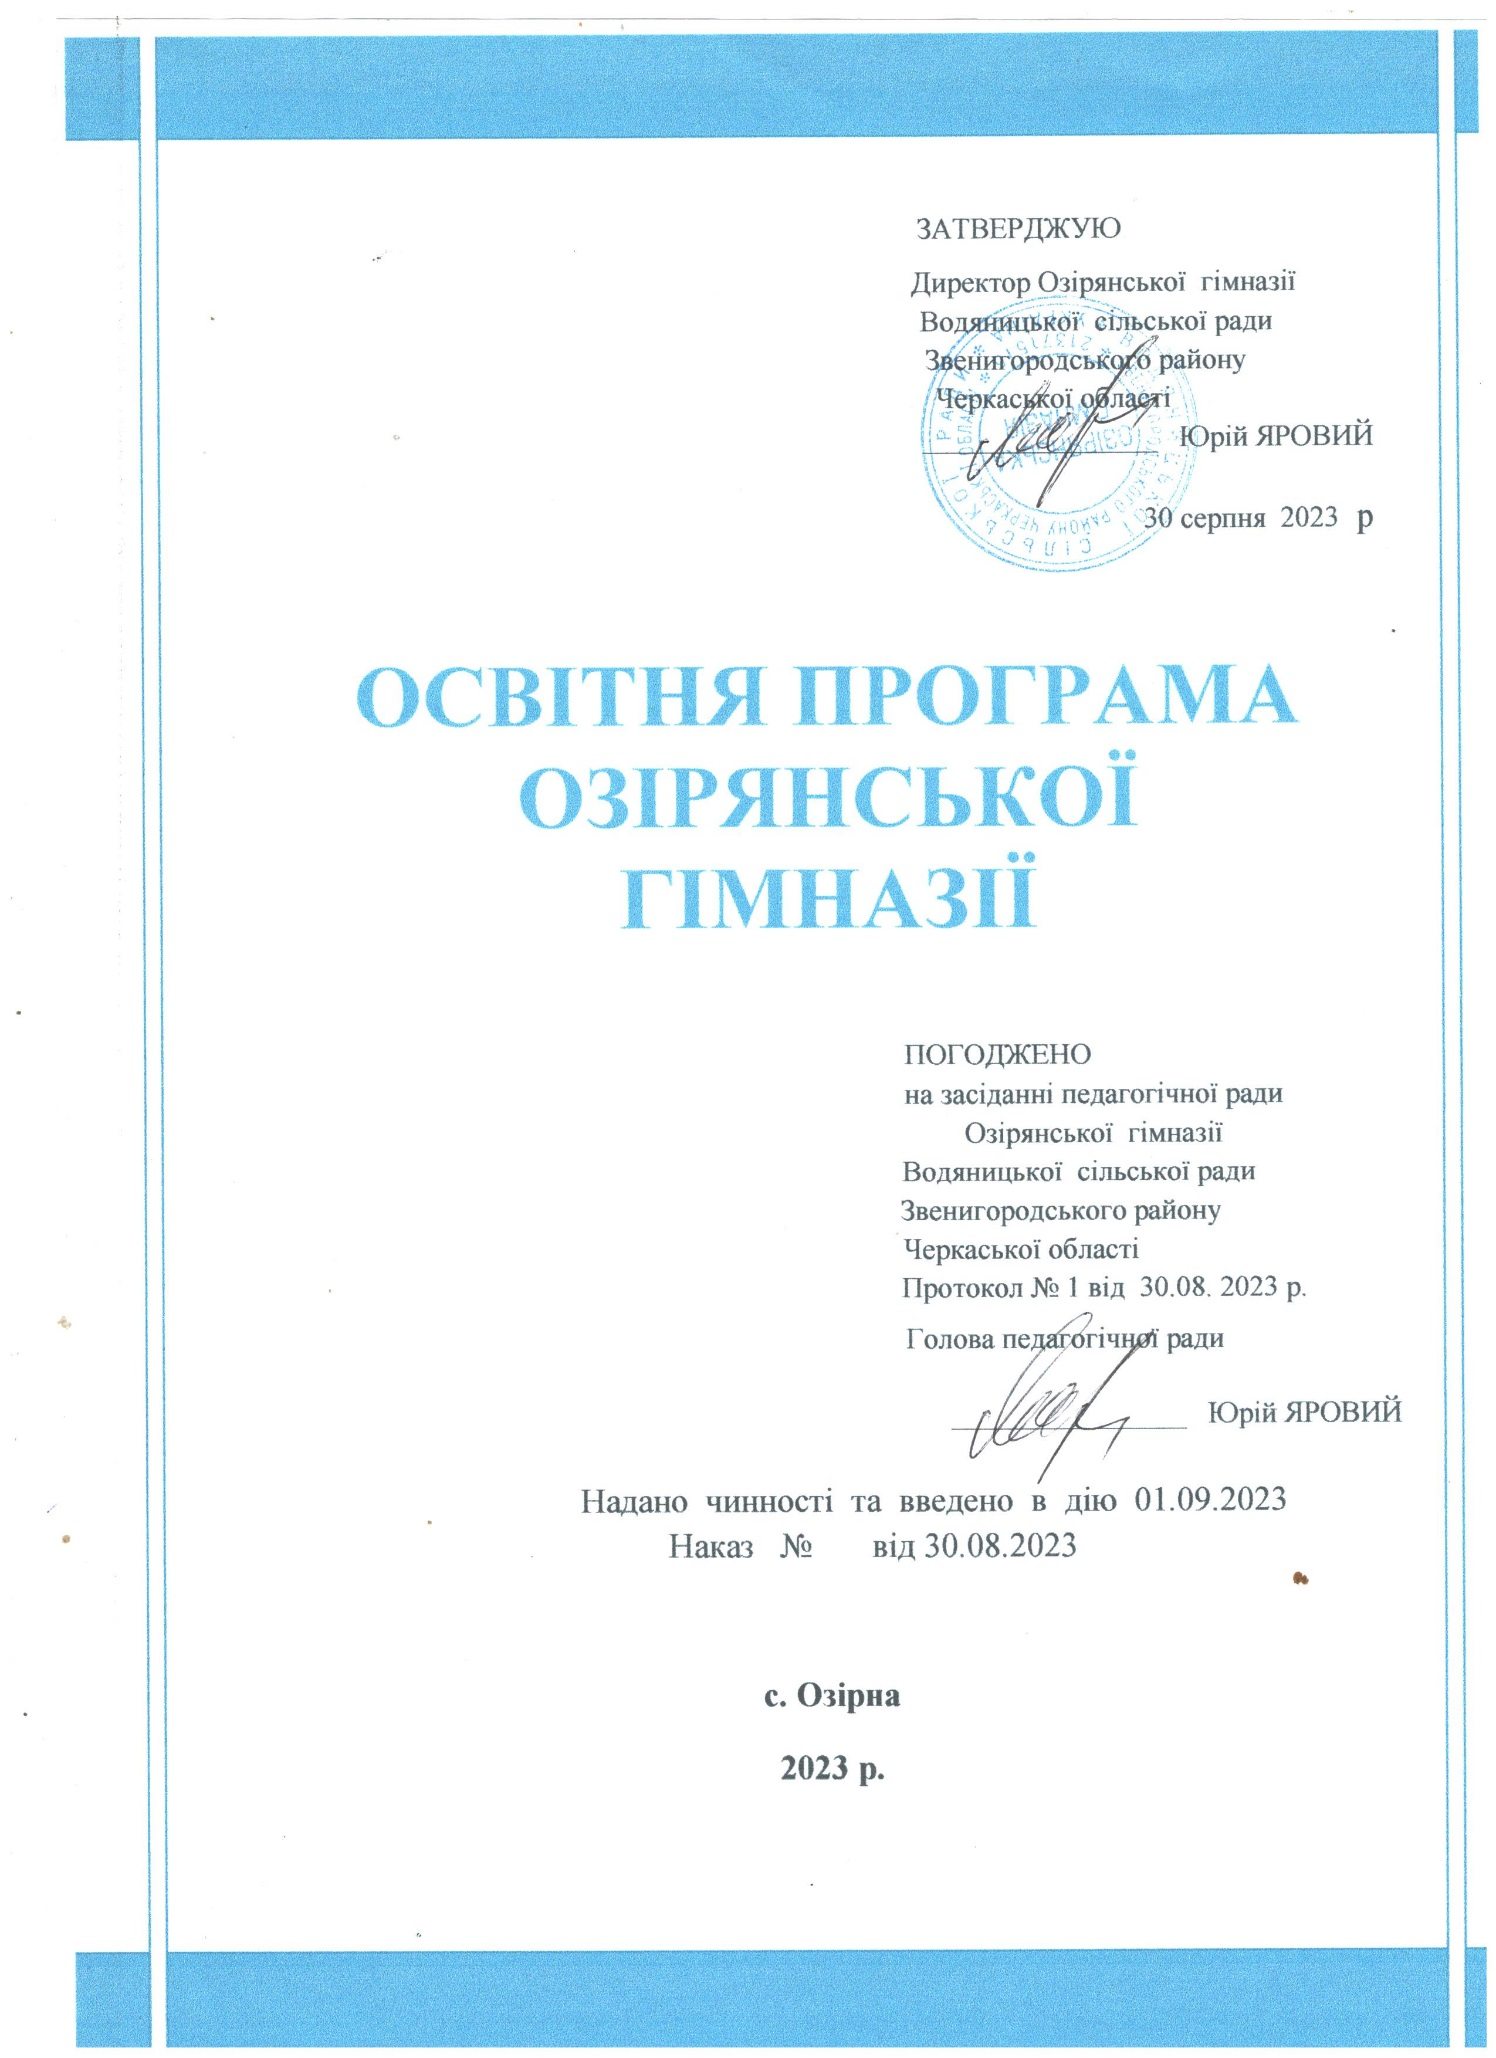 ЗАТВЕРДЖУЮ
Директор Озірянської гімназії
Водяницької сільської ради
Звенигородського району
Черкаської області
Юрій ЯРОВИЙ
30 серпня 2023 р
ОСВІТНЯ ПРОГРАМА
ОЗІРЯНСЬКОЇ
ГІМНАЗІЇ
ПОГОДЖЕНО
на засіданні педагогічної ради
Озірянської гімназії
Водяницької сільської ради
Звенигородського району
Черкаської області
Протокол № 1 від 30.08. 2023 р.
Голова педагогічної ради
Юрій ЯРОВИЙ
Надано чинності та введено в дію 01.09.2023
Наказ № від 30.08.2023
с. Озірна
2023 р.